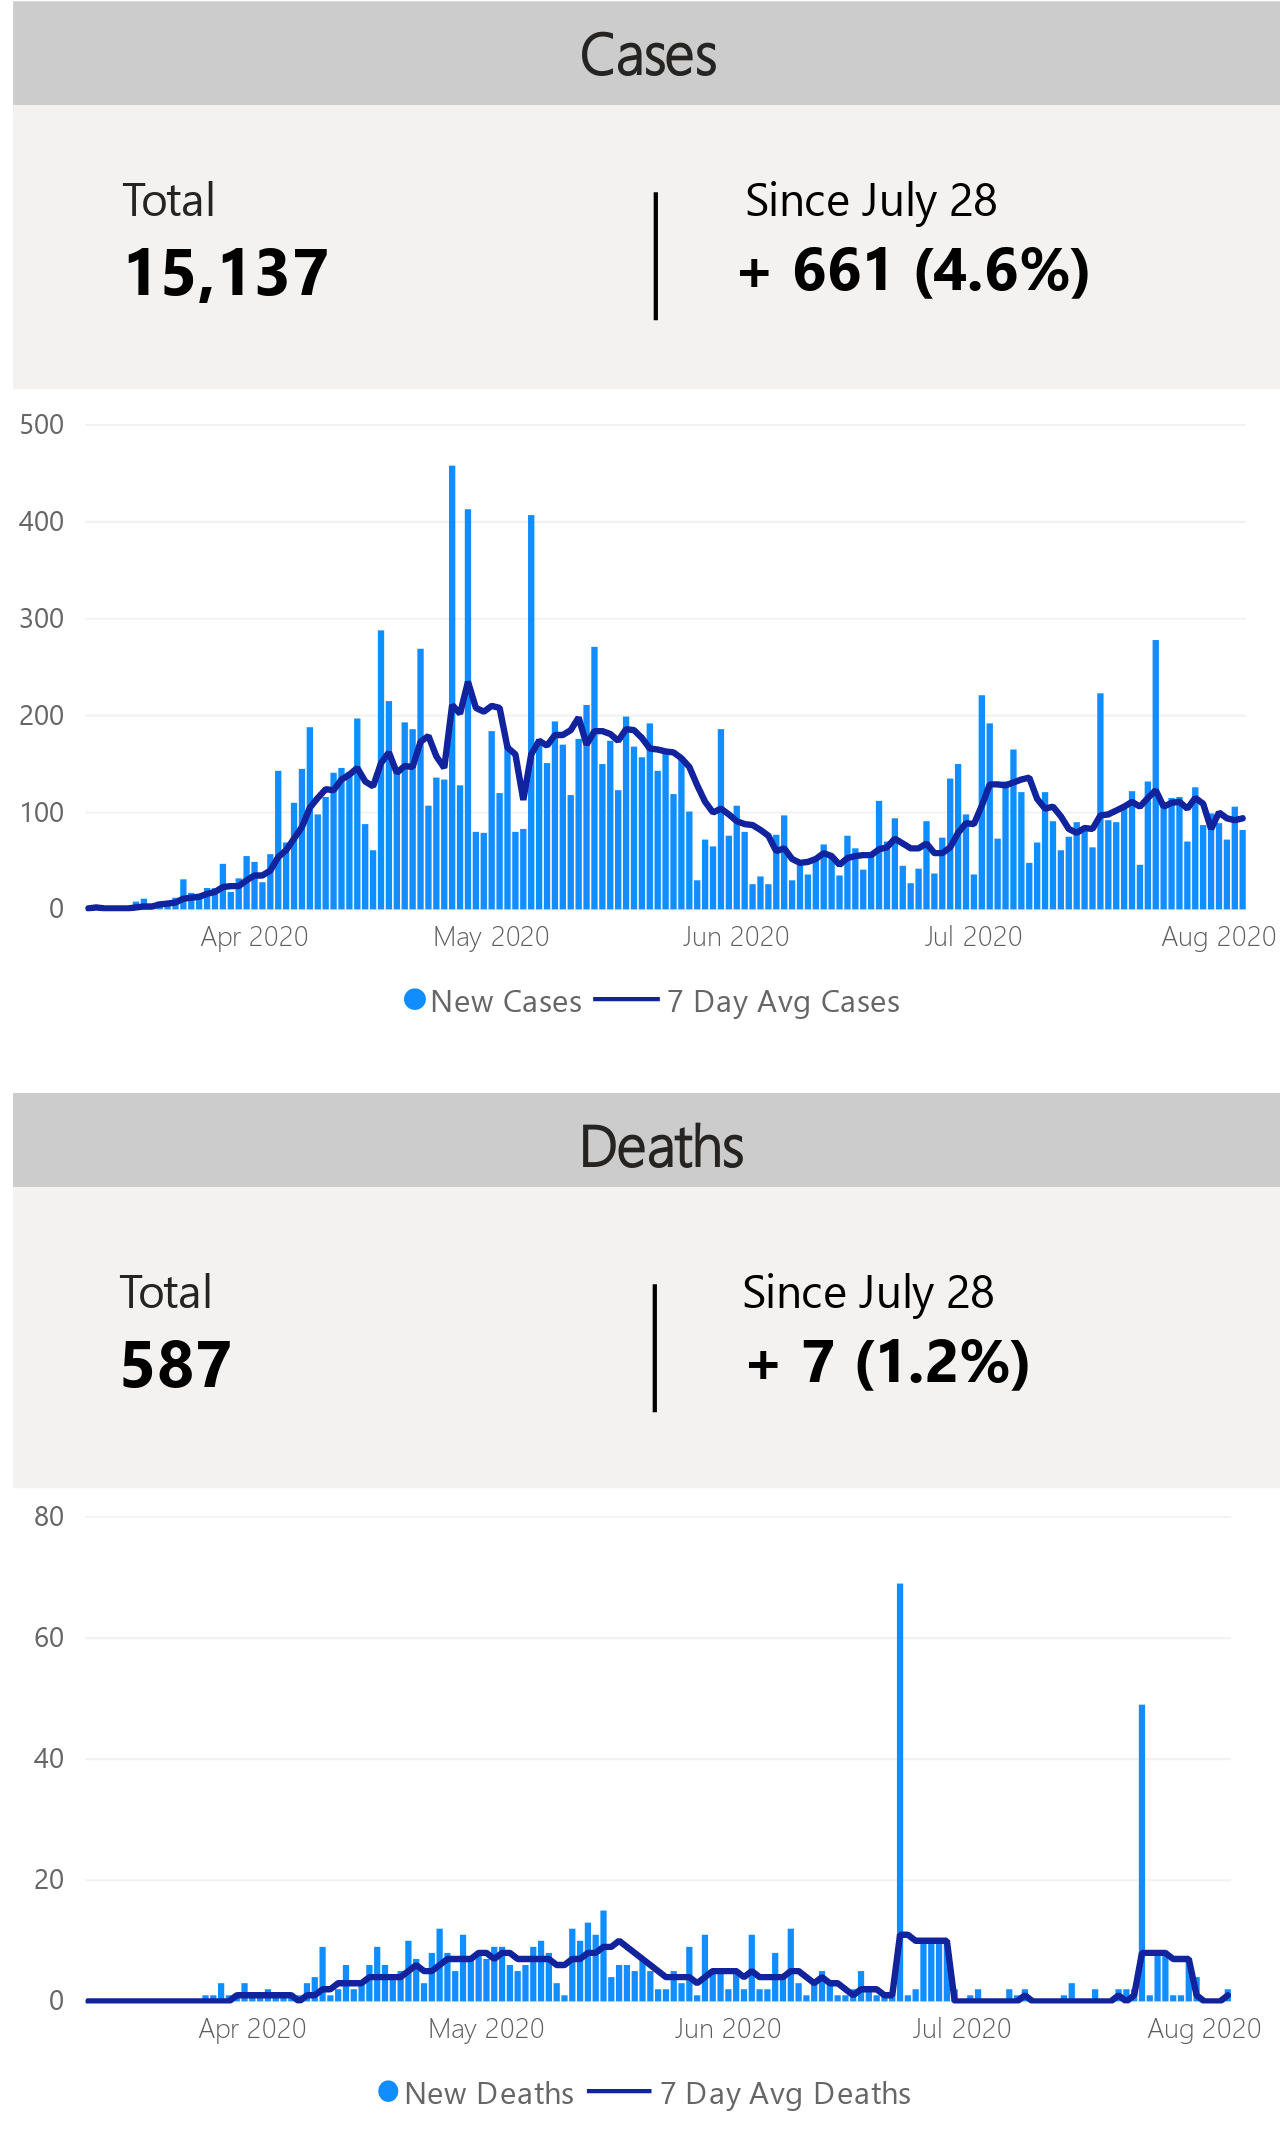 Cases
Total
Since July 28
15,137
+ 661 (4.6%)
500
400
300
200
100
0
Apr 2020
May 2020
Jun 2020
Jul 2020
Aug 2020
New Cases
7 Day Avg Cases
Deaths
Total
Since July 28
587
+ 7 (1.2%)
80
60
40
20
0
Apr 2020
May 2020
Jun 2020
Jul 2020
Aug 2020
New Deaths
7 Day Avg Deaths